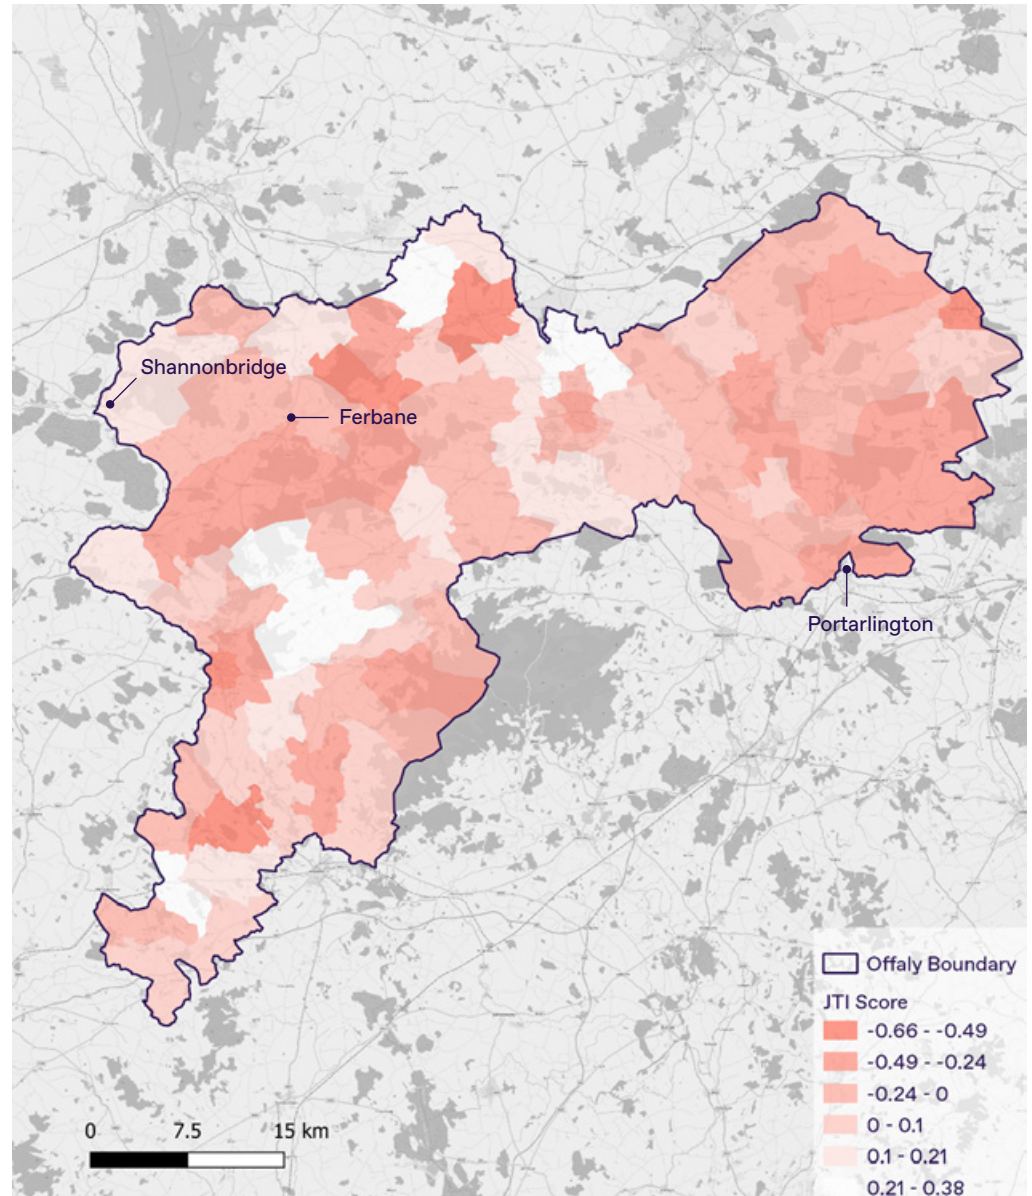 Shannonbridge
Ferbane
Portarlington
Offaly Boundary
JTI Score
-0.66 - -0.49
-0.49 - -0.24
-0.24 - 0
0 - 0.1
0.1 - 0.21
0.21 - 0.38
0 7.5 15 km